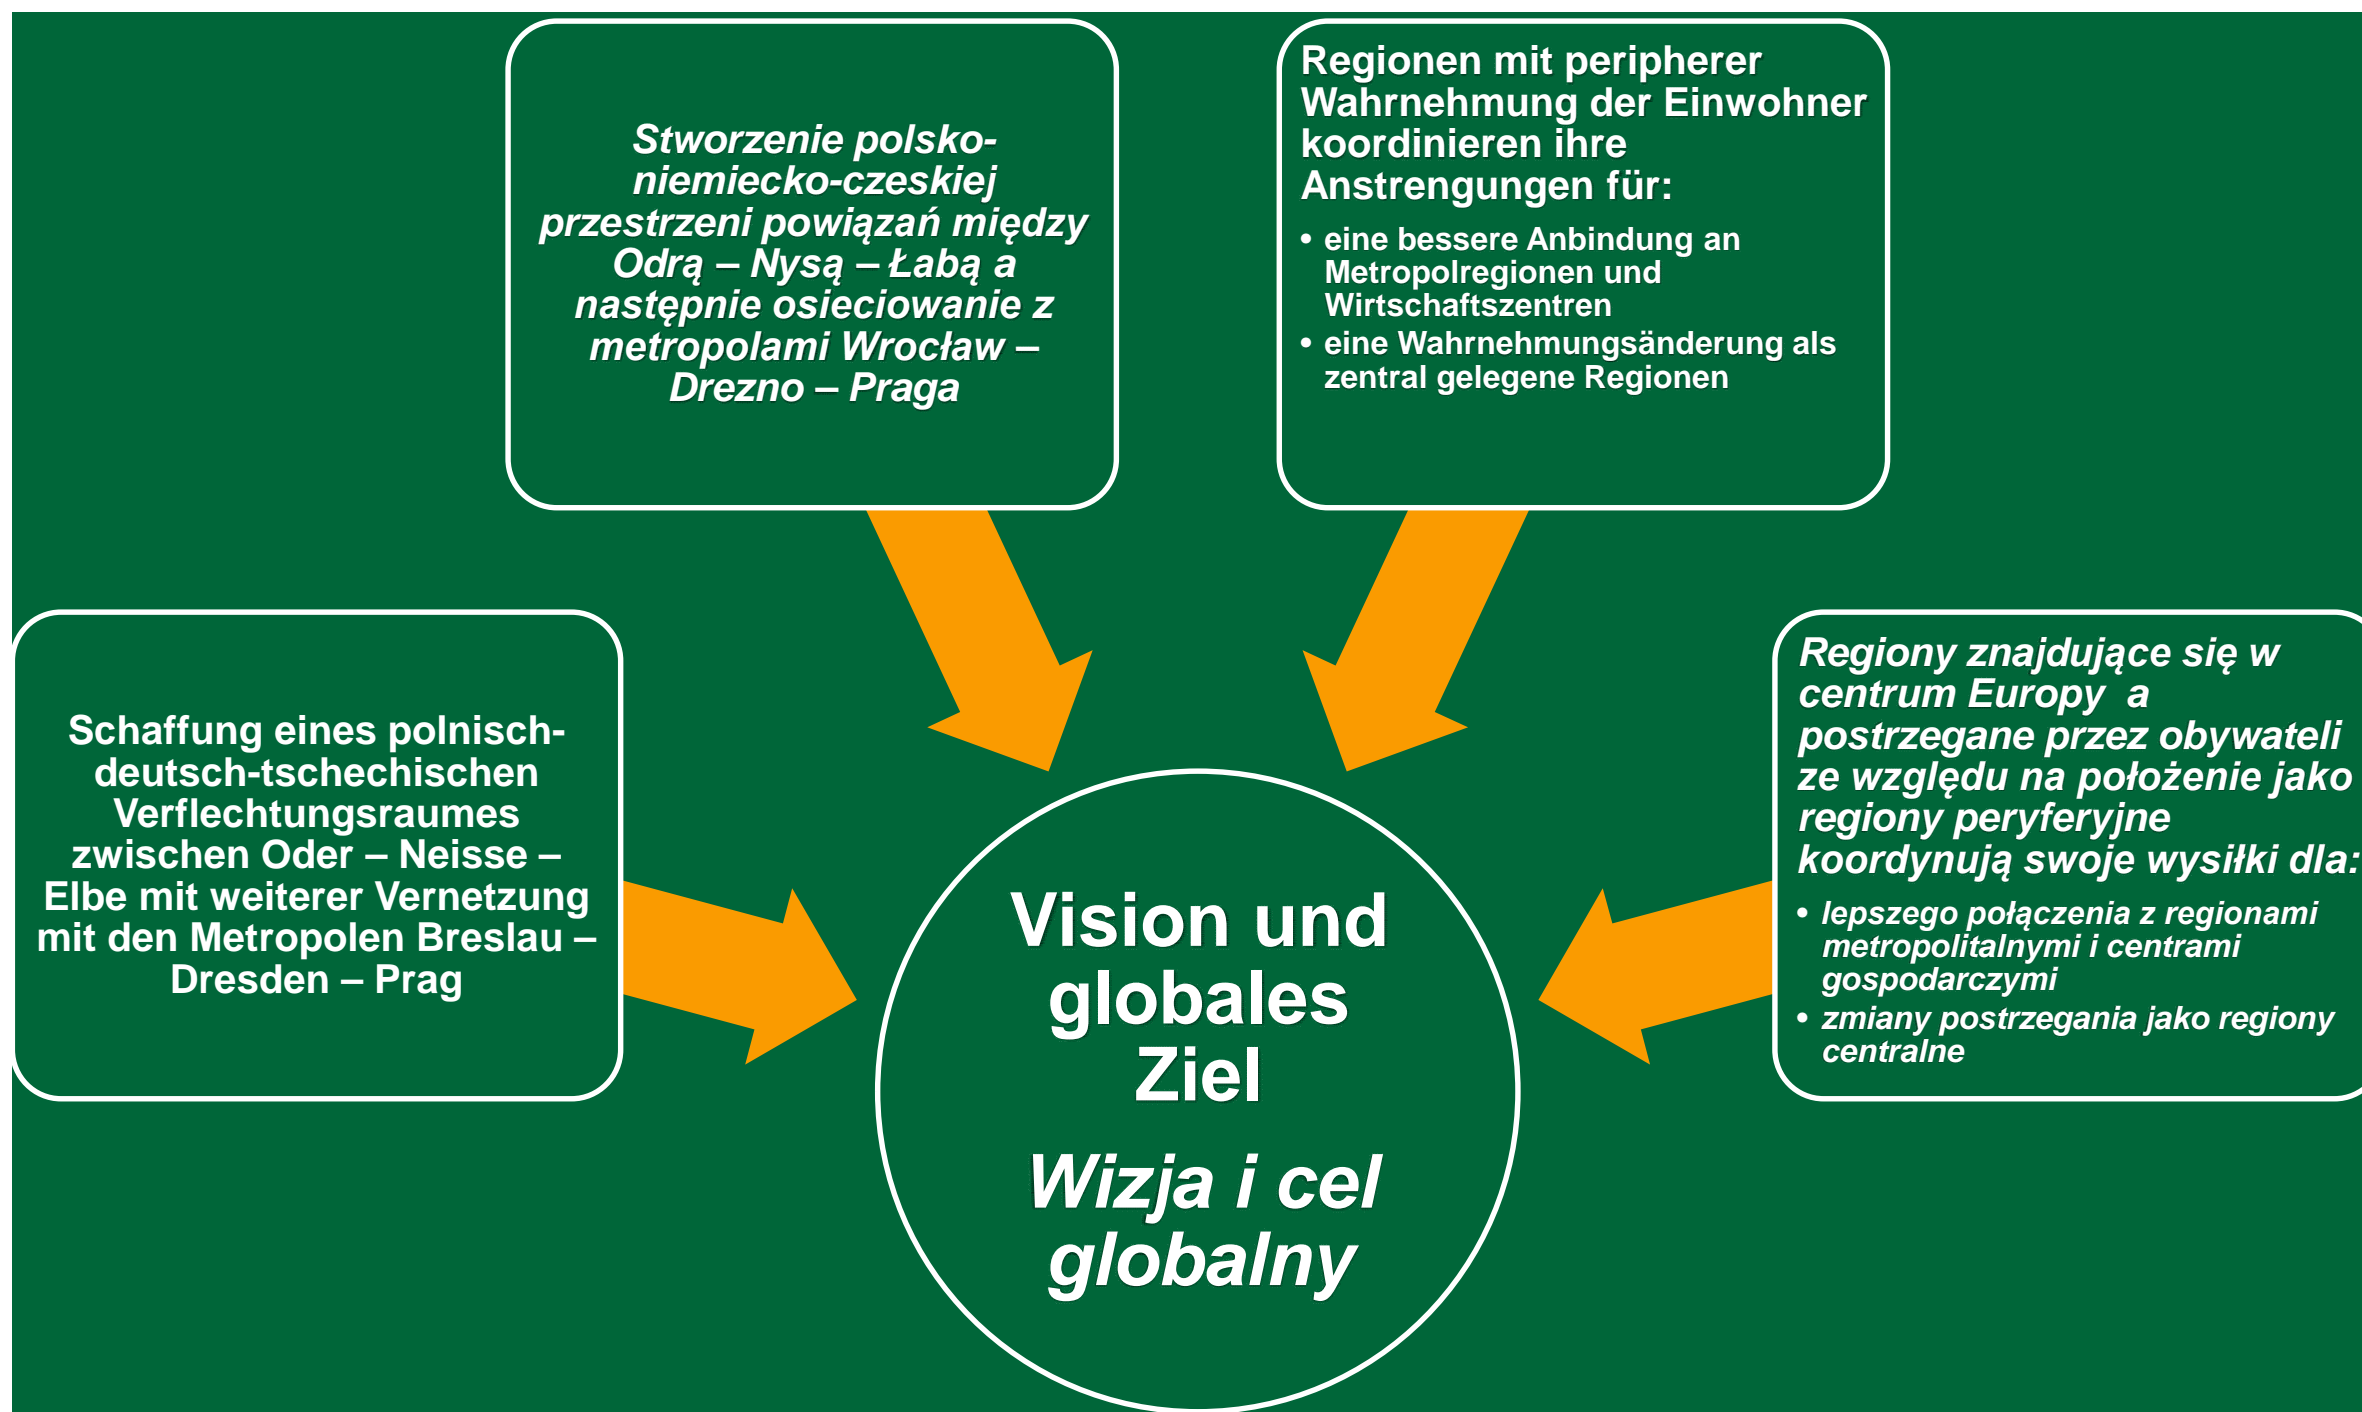 Stworzenie polsko-
niemiecko-czeskiej
przestrzeni powiązań między
Odrą – Nysą – Łabą a
następnie osieciowanie z
metropolami Wrocław –
Drezno – Praga
Regionen mit peripherer
Wahrnehmung der Einwohner
koordinieren ihre
Anstrengungen für:
• eine bessere Anbindung an
Metropolregionen und
Wirtschaftszentren
• eine Wahrnehmungsänderung als
zentral gelegene Regionen
Schaffung eines polnisch-
deutsch-tschechischen
Verflechtungsraumes
zwischen Oder – Neisse –
Elbe mit weiterer Vernetzung
mit den Metropolen Breslau –
Dresden – Prag
Regiony znajdujące się w
centrum Europy a
postrzegane przez obywateli
ze względu na położenie jako
regiony peryferyjne
koordynują swoje wysiłki dla:
• lepszego połączenia z regionami
metropolitalnymi i centrami
gospodarczymi
• zmiany postrzegania jako regiony
centralne
Vision und
globales
Ziel
Wizja i cel
globalny